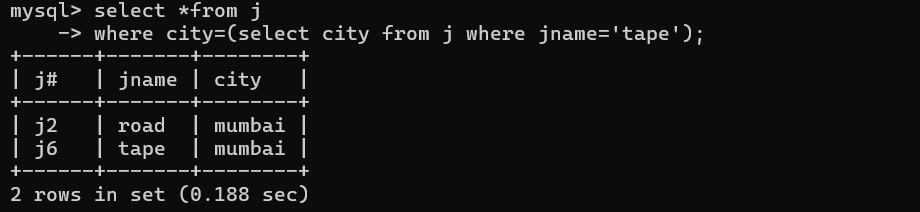 mysql> select *from j
    -> where city=(select city from j where jname='tape');
+------+-------+--------+
| j#   | jname | city   |
+------+-------+--------+
| j2   | road  | mumbai |
| j6   | tape  | mumbai |
+------+-------+--------+
2 rows in set (0.188 sec)